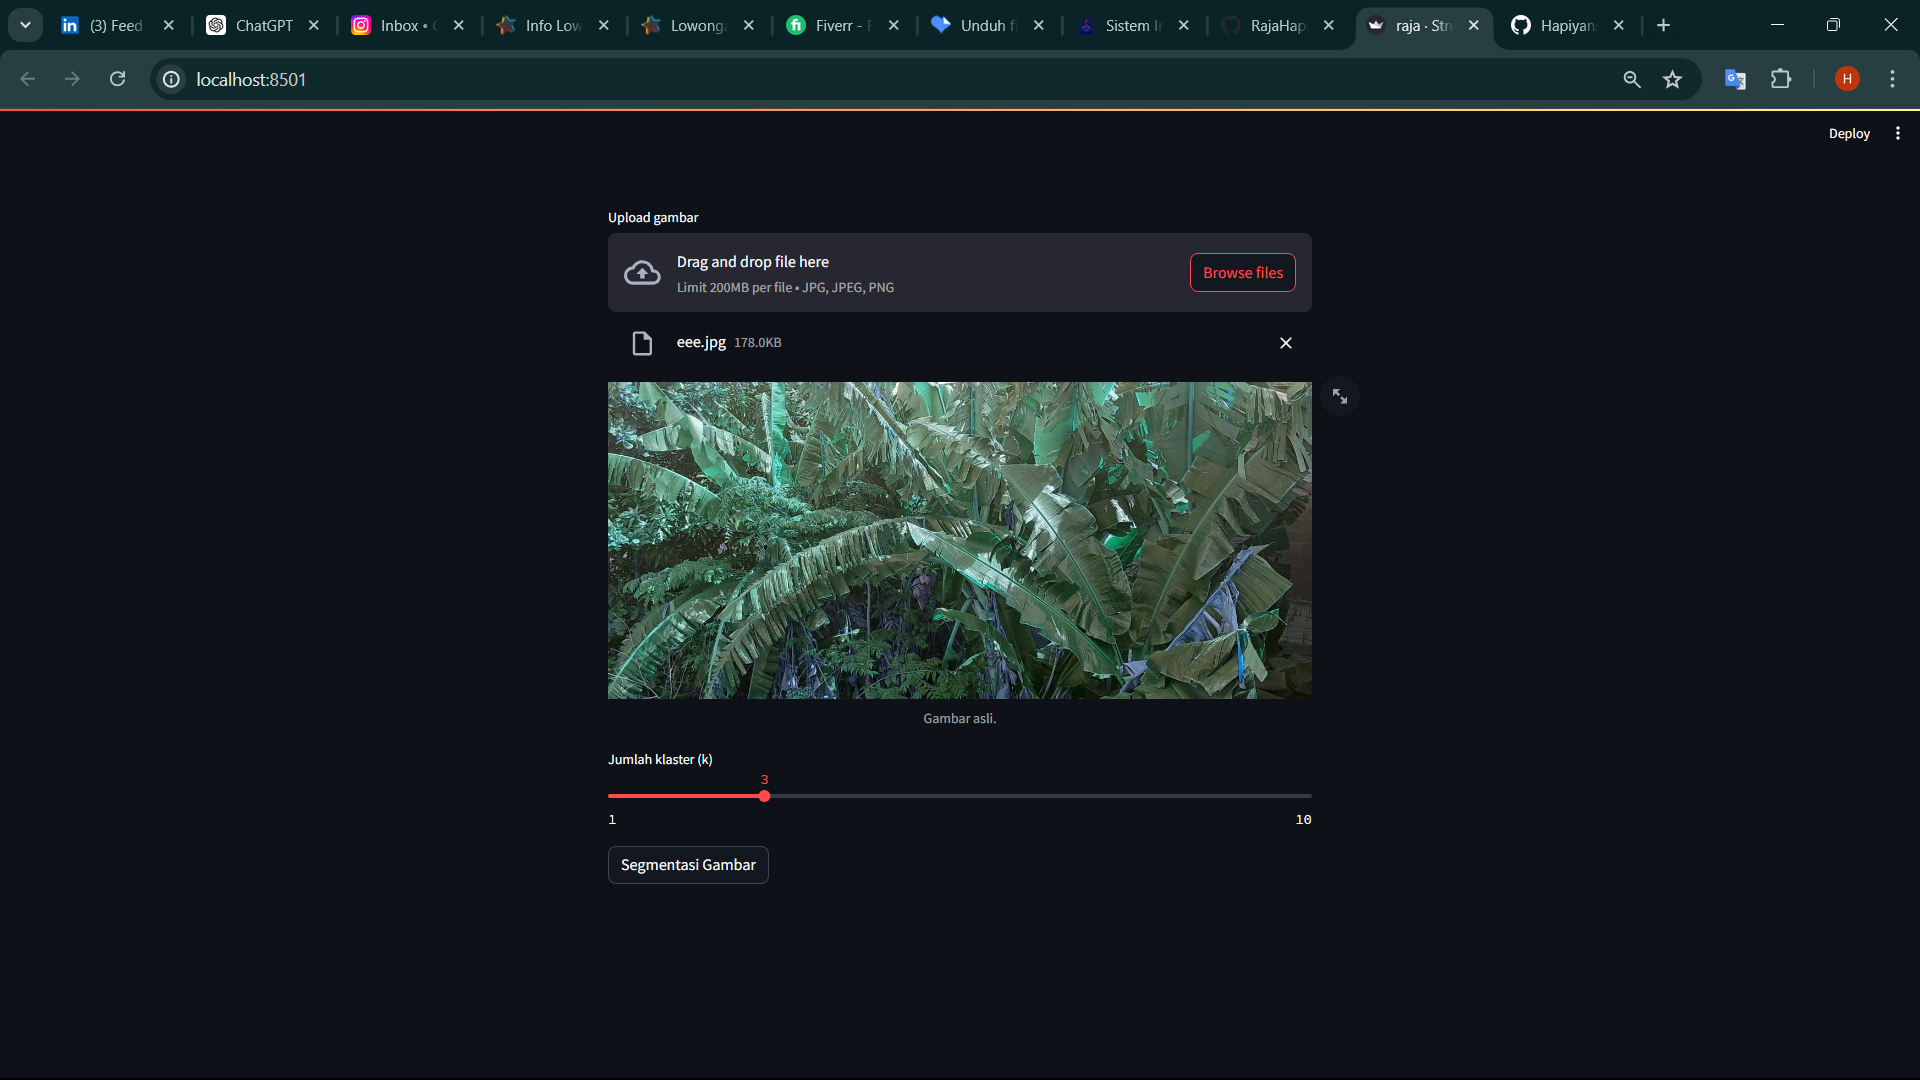 (3) Feed
ChatGPT
Inbox •
Info Low
Lowong
Fiverr -
Unduh fi
Sistem I
RajaHap
raja · Str
Hapiyan
localhost:8501
H
Deploy
Upload gambar
Drag and drop file here
Limit 200MB per file • JPG, JPEG, PNG
Browse files
eee.jpg 178.0KB
Gambar asli.
Jumlah klaster (k)
3
1 10
Segmentasi Gambar